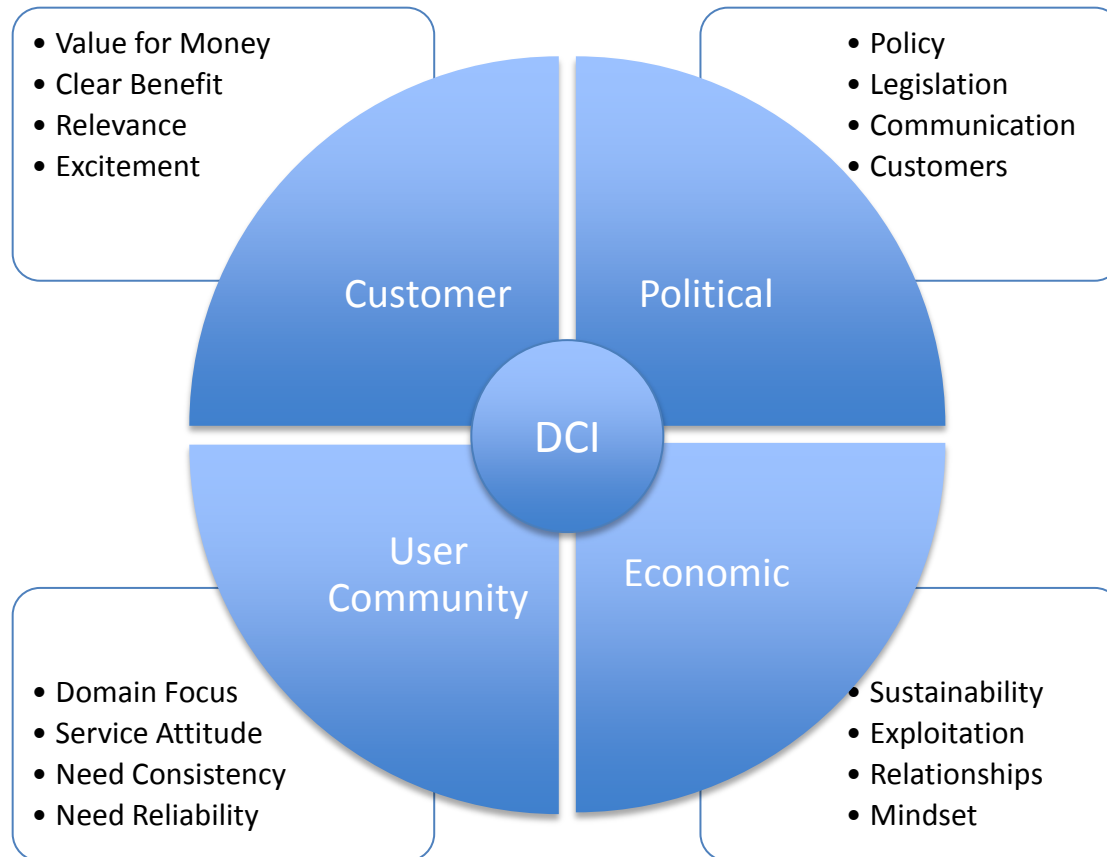 • Value for Money
• Clear Benefit
• Relevance
• Excitement
• Policy
• Legislation
• Communication
• Customers
Customer
Political
DCI
User
Community
Economic
• Domain Focus
• Service Attitude
• Need Consistency
• Need Reliability
• Sustainability
• Exploitation
• Relationships
• Mindset